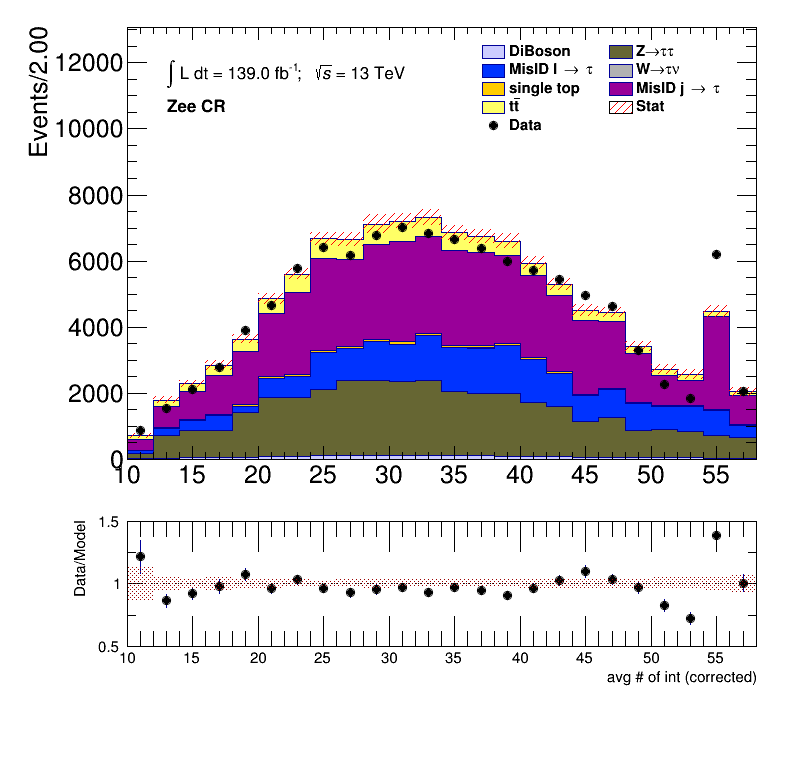 Events/2.00
12000
10000
8000
6000
4000
2000
0
∫ L dt = 139.0 fb⁻¹; √s = 13 TeV
Zee CR
DiBoson
MisID l → τ
single top
tt̅
Data
Z→ττ
W→τν
MisID j → τ
Stat
10 15 20 25 30 35 40 45 50 55
Data/Model
1.5
1
0.5
10 15 20 25 30 35 40 45 50 55
avg # of int (corrected)